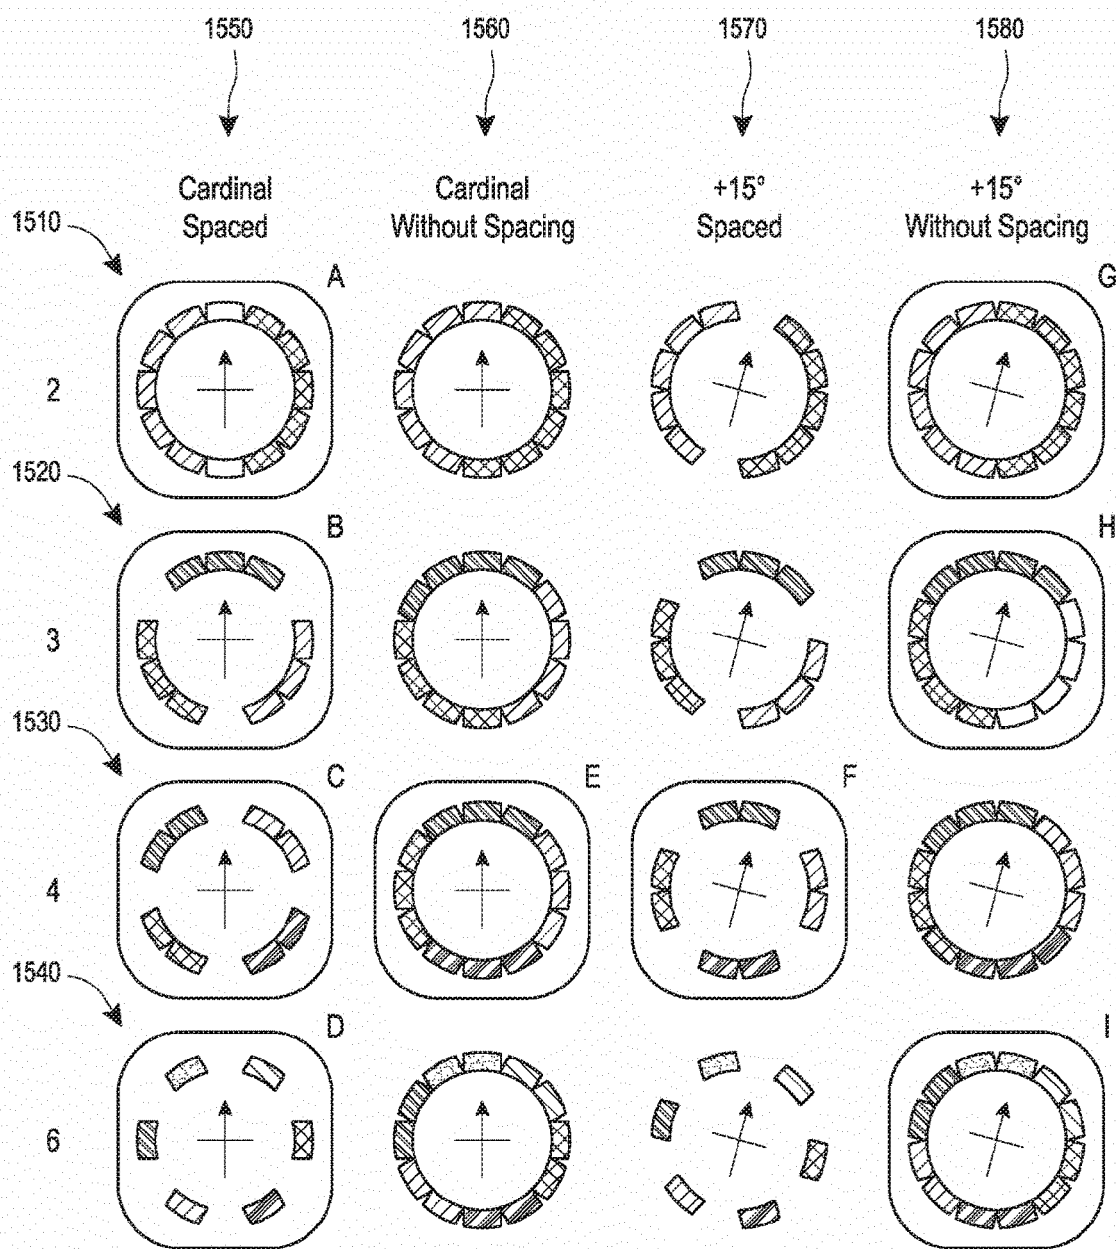 1550 1560 1570 1580
Cardinal Cardinal +15° +15°
Spaced Without Spacing Spaced Without Spacing
1510
A G
2
1520
B H
3
1530
C E F
4
1540
D I
6